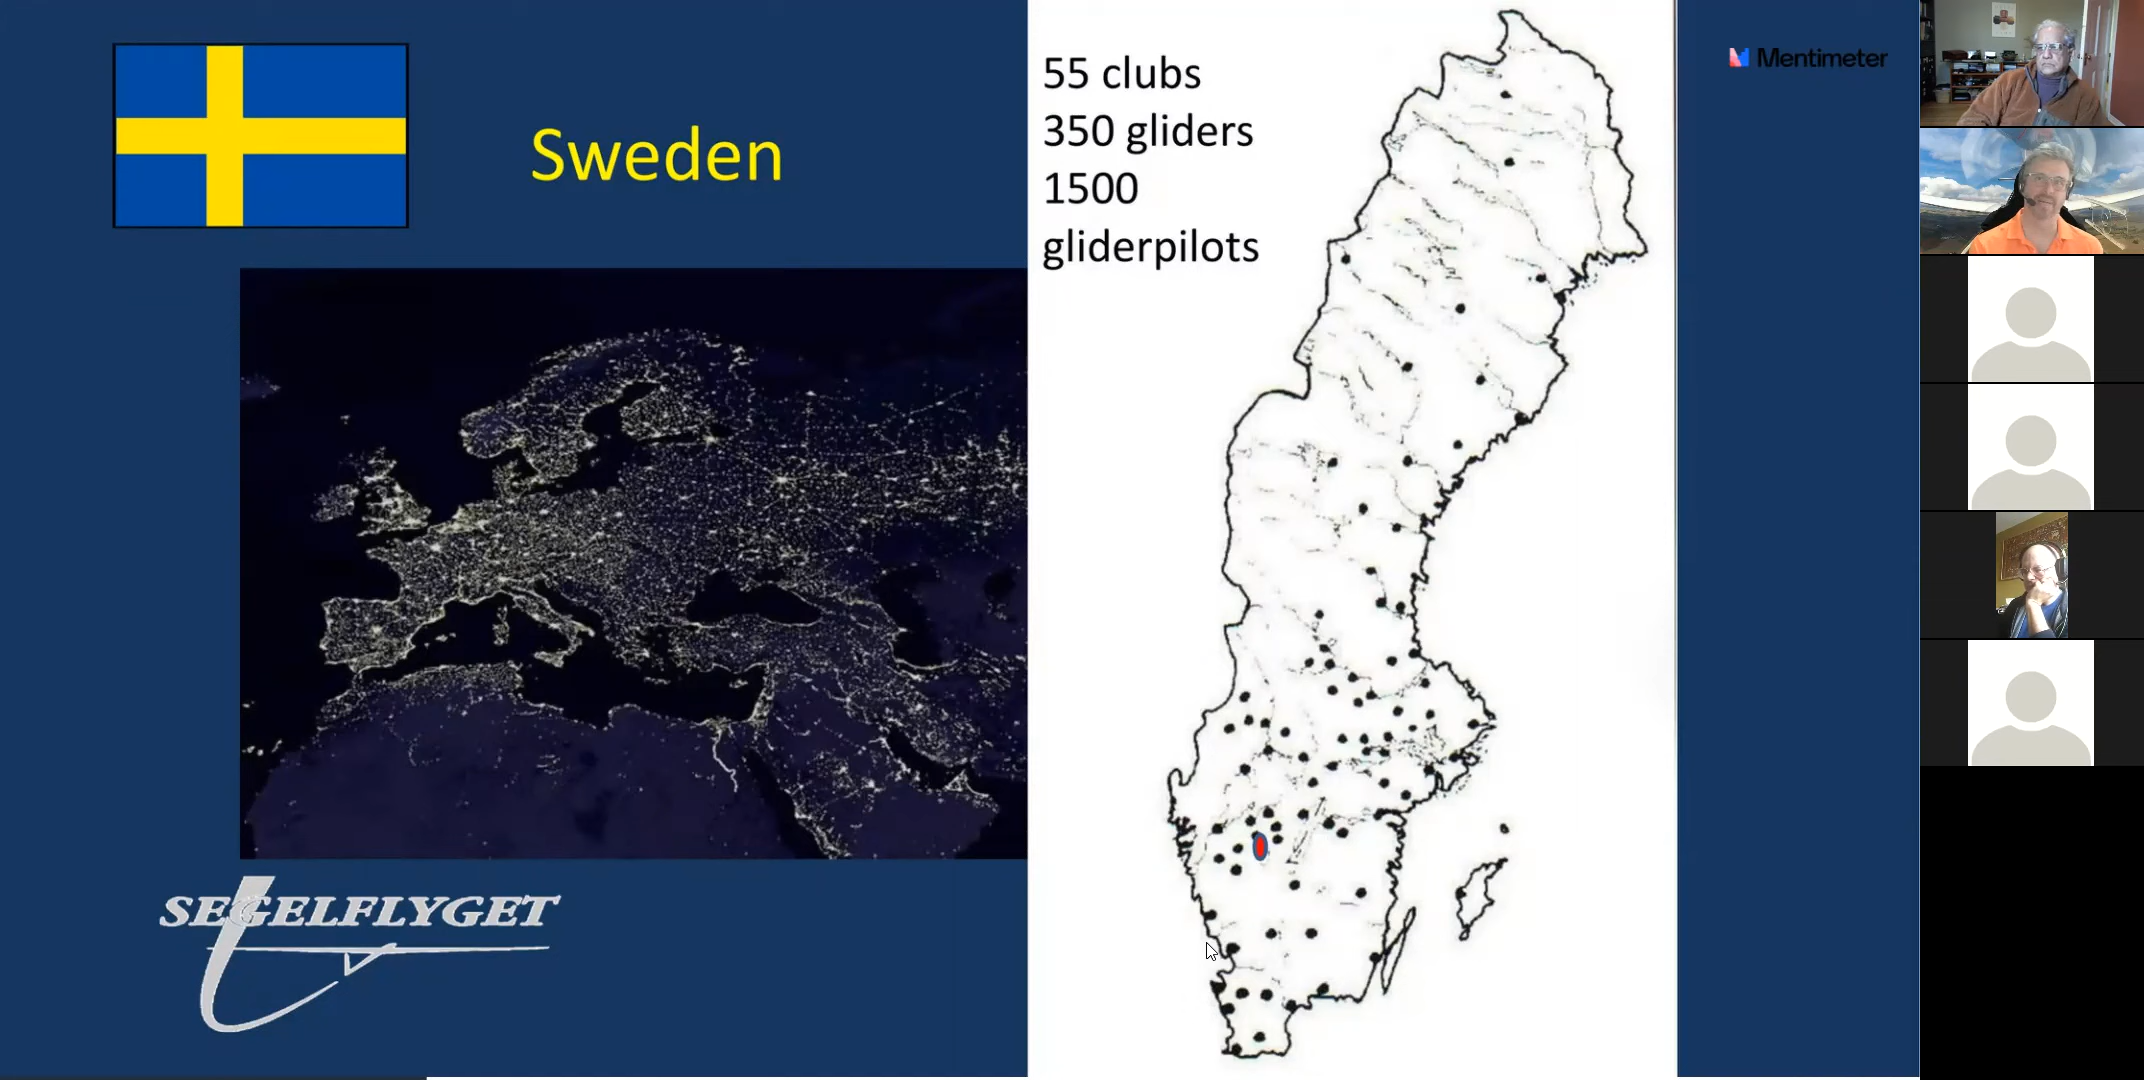 Sweden
55 clubs
350 gliders
1500
gliderpilots
Mentimeter
SEGELFLYGET